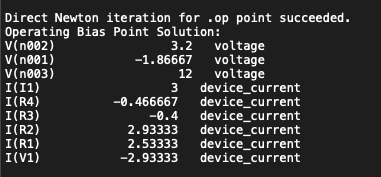 Direct Newton iteration for .op point succeeded.
Operating Bias Point Solution:
V(n002) 3.2 voltage
V(n001) -1.86667 voltage
V(n003) 12 voltage
I(I1) 3 device_current
I(R4) -0.466667 device_current
I(R3) -0.4 device_current
I(R2) 2.93333 device_current
I(R1) 2.53333 device_current
I(V1) -2.93333 device_current